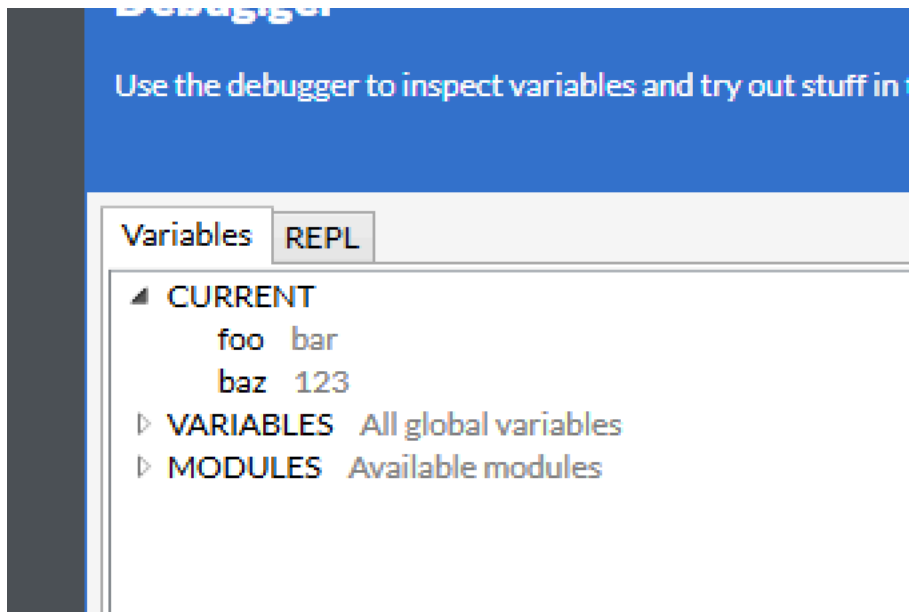 Debugger
Use the debugger to inspect variables and try out stuff in
Variables REPL
CURRENT
foo bar
baz 123
VARIABLES All global variables
MODULES Available modules